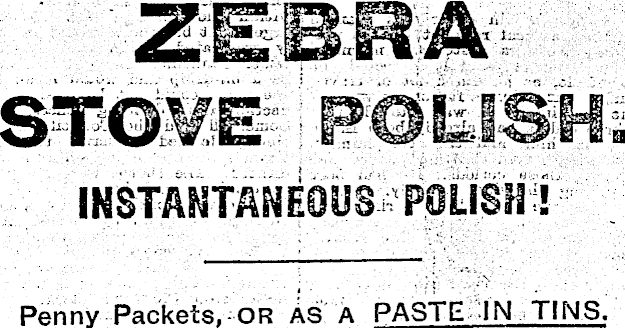 ZEBRA
STOVE POLISH.
INSTANTANEOUS POLISH!
Penny Packets, OR AS A PASTE IN TINS.